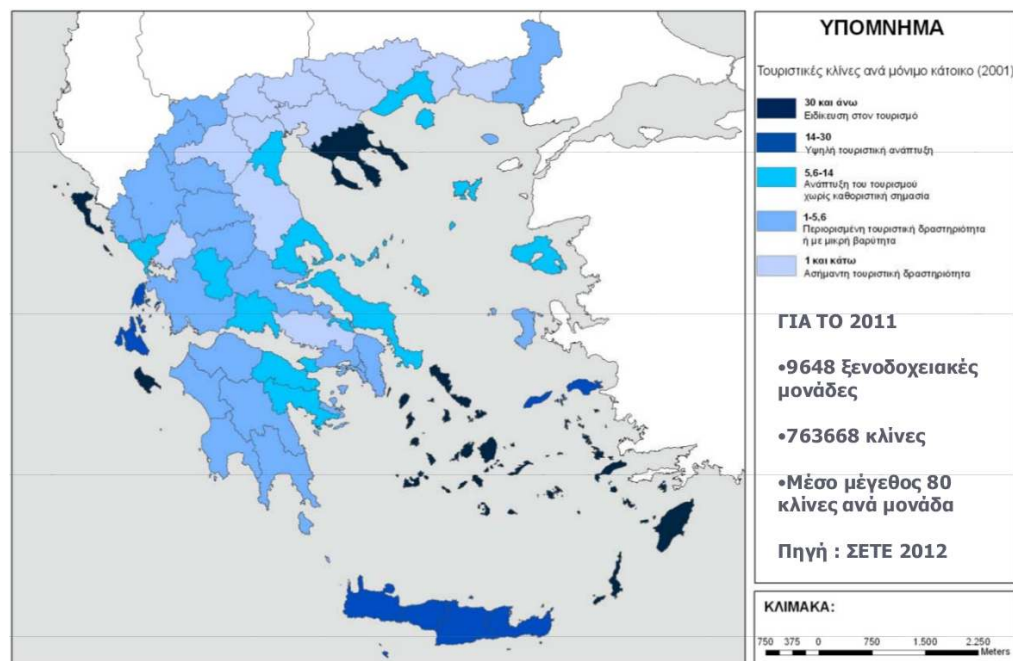 ΥΠΟΜΝΗΜΑ
Τουριστικές κλίνες ανά μόνιμο κάτοικο (2001)
30 και άνω
Ειδίκευση στον τουρισμό
14-30
Υψηλή τουριστική ανάπτυξη
5,6-14
Ανάπτυξη του τουρισμού
χωρίς καθοριστική σημασία
1-5,6
Περιορισμένη τουριστική δραστηριότητα
ή με μικρή βαρύτητα
1 και κάτω
Ασήμαντη τουριστική δραστηριότητα
ΓΙΑ ΤΟ 2011
•9648 ξενοδοχειακές
μονάδες
•763668 κλίνες
•Μέσο μέγεθος 80
κλίνες ανά μονάδα
Πηγή : ΣΕΤΕ 2012
ΚΛΙΜΑΚΑ:
750 375 0 750 1.500 2.250
Meters